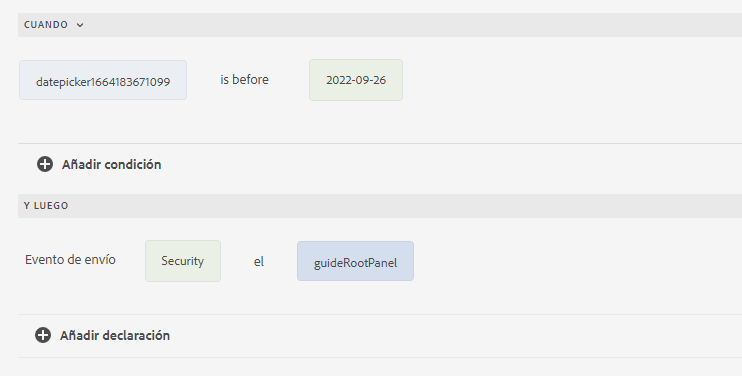 CUANDO
datepicker1664183671099 is before 2022-09-26
Añadir condición
Y LUEGO
Evento de envío Security el guideRootPanel
Añadir declaración